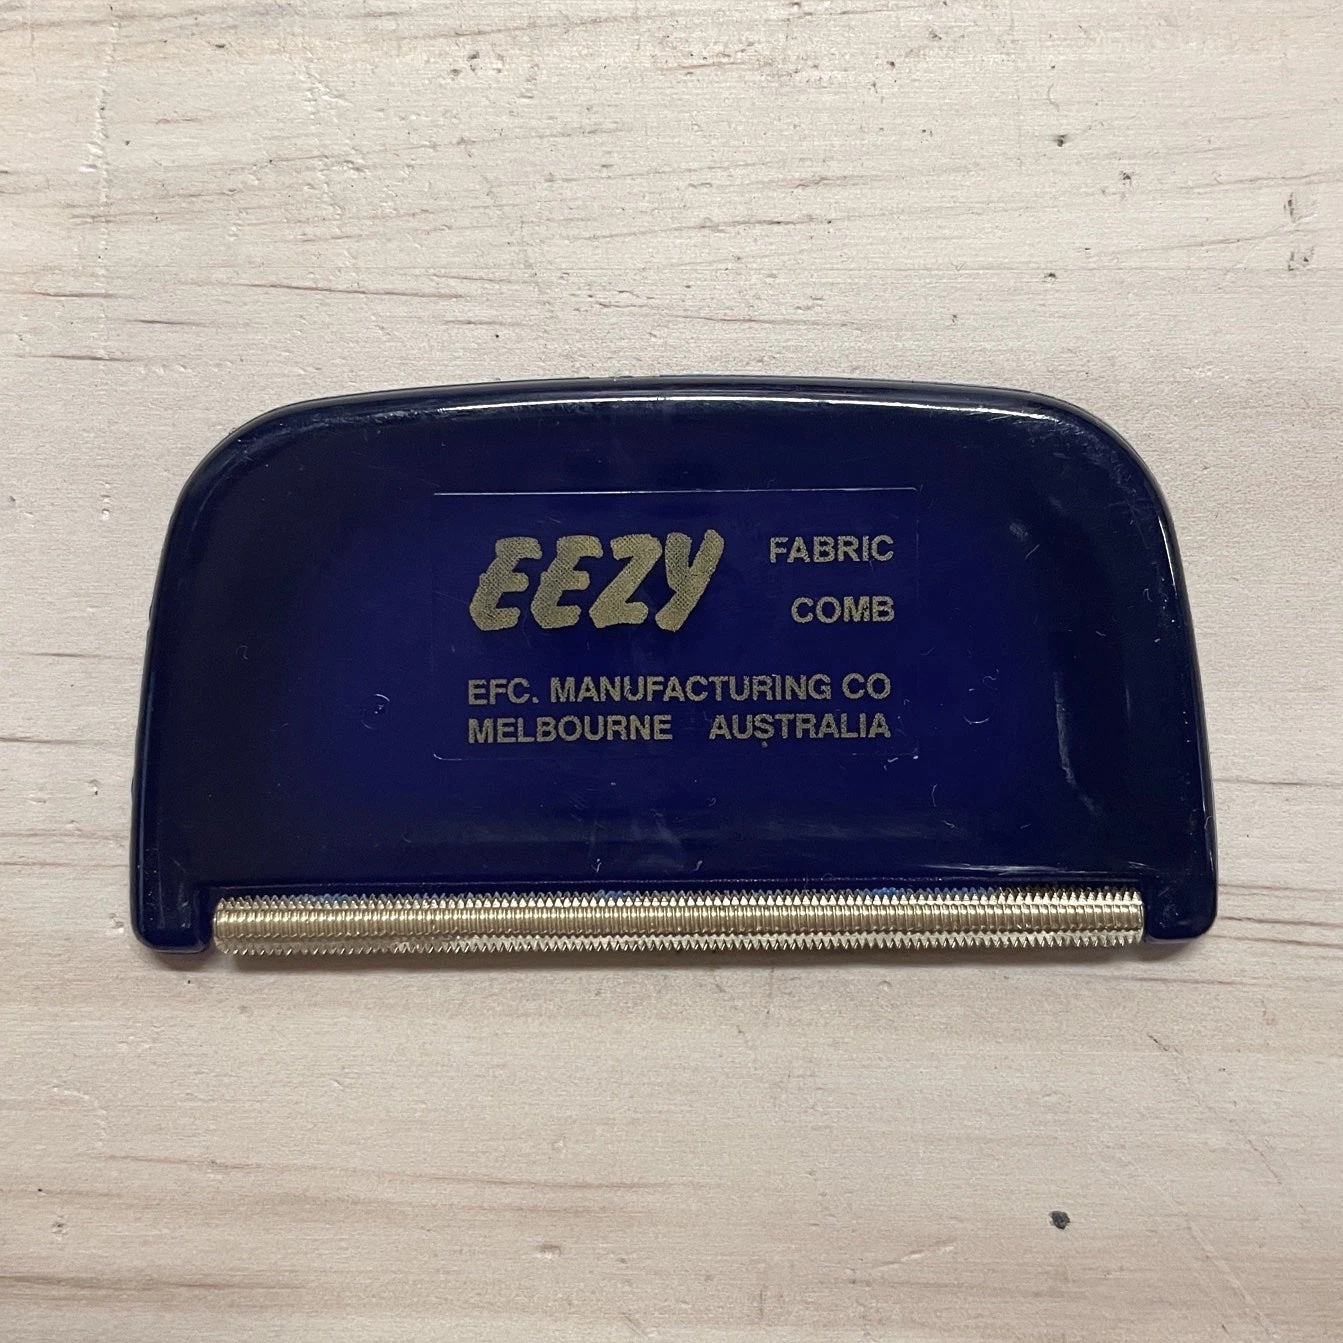 EEZY FABRIC COMB
EFC. MANUFACTURING CO
MELBOURNE AUSTRALIA